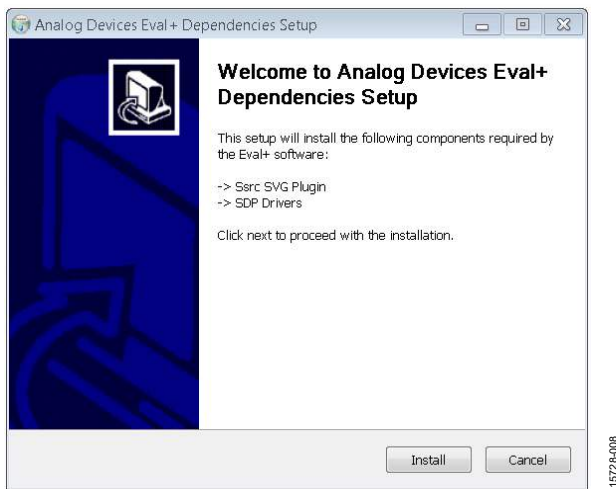 Analog Devices Eval+ Dependencies Setup
Welcome to Analog Devices Eval+
Dependencies Setup
This setup will install the following components required by
the Eval+ software:
-> Ssrc SVG Plugin
-> SDP Drivers
Click next to proceed with the installation.
Install
Cancel
15728-008